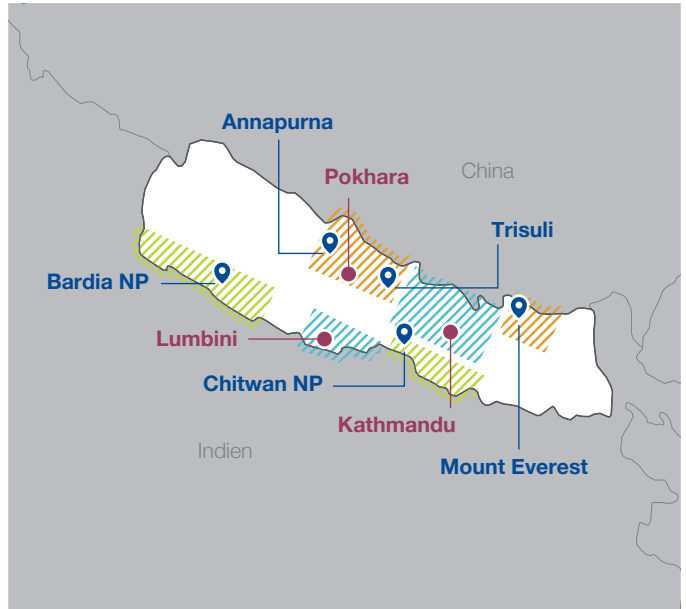 Annapurna
Pokhara
China
Trisuli
Bardia NP
Lumbini
Chitwan NP
Kathmandu
Indien
Mount Everest